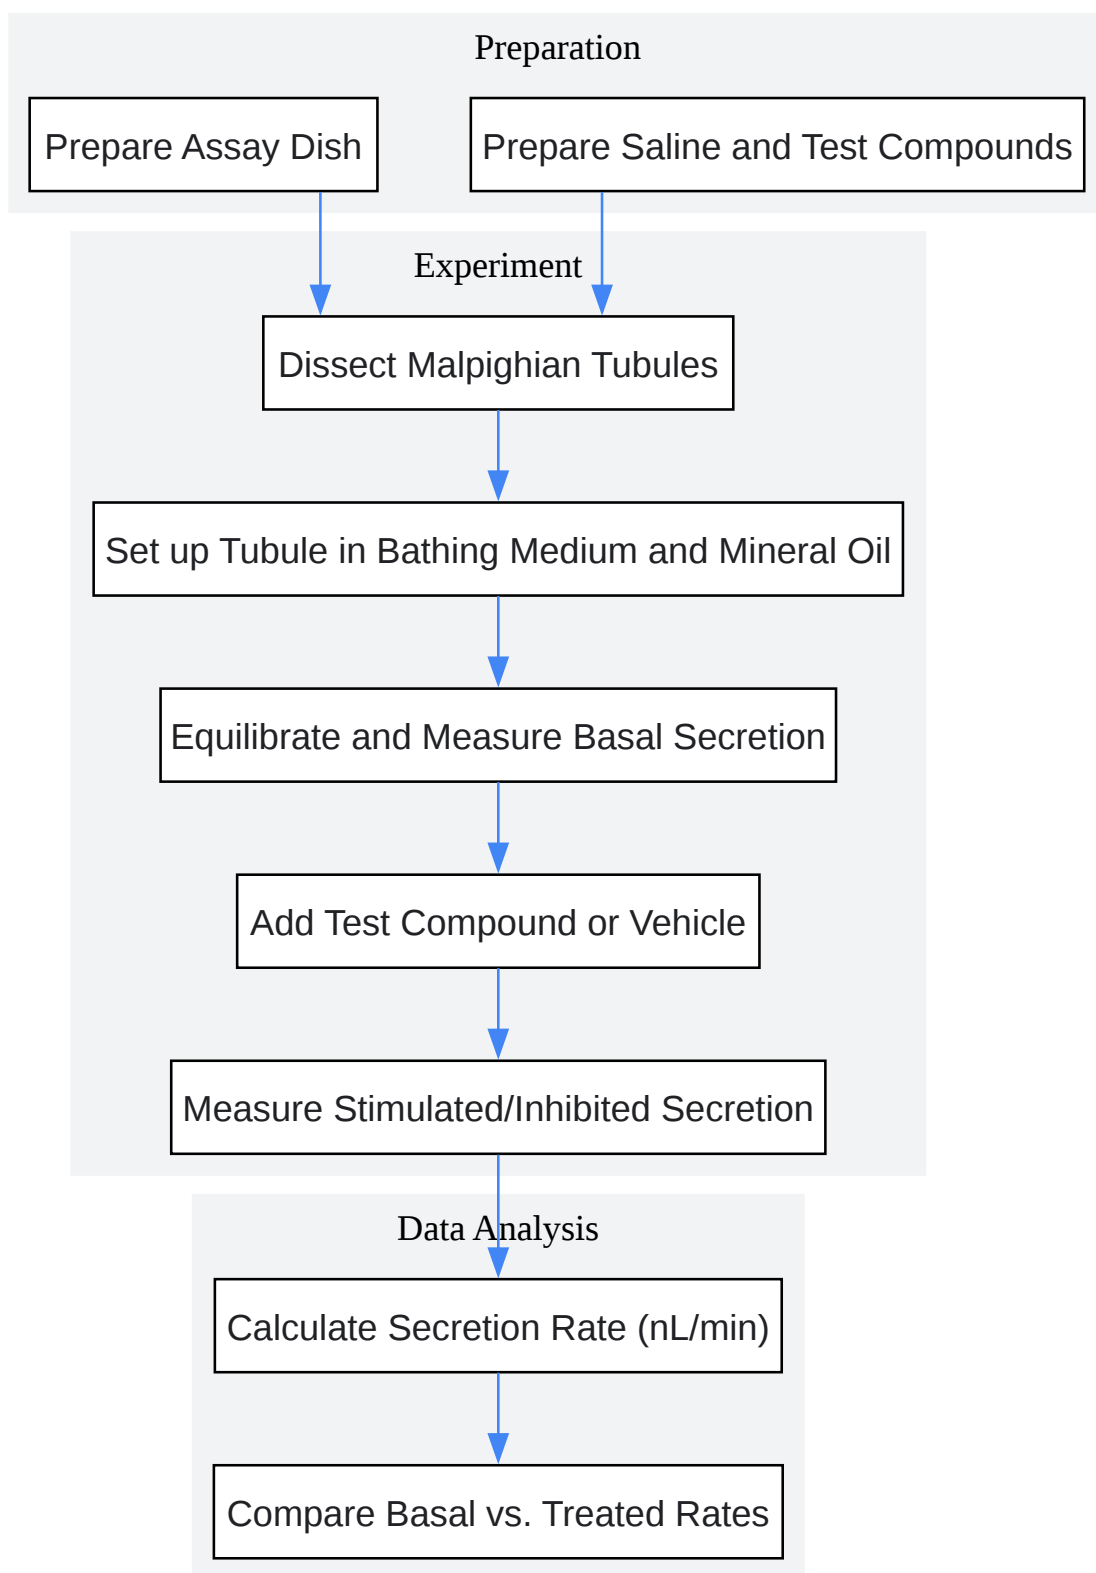 Preparation
Prepare Assay Dish
Prepare Saline and Test Compounds
Experiment
Dissect Malpighian Tubules
Set up Tubule in Bathing Medium and Mineral Oil
Equilibrate and Measure Basal Secretion
Add Test Compound or Vehicle
Measure Stimulated/Inhibited Secretion
Data Analysis
Calculate Secretion Rate (nL/min)
Compare Basal vs. Treated Rates